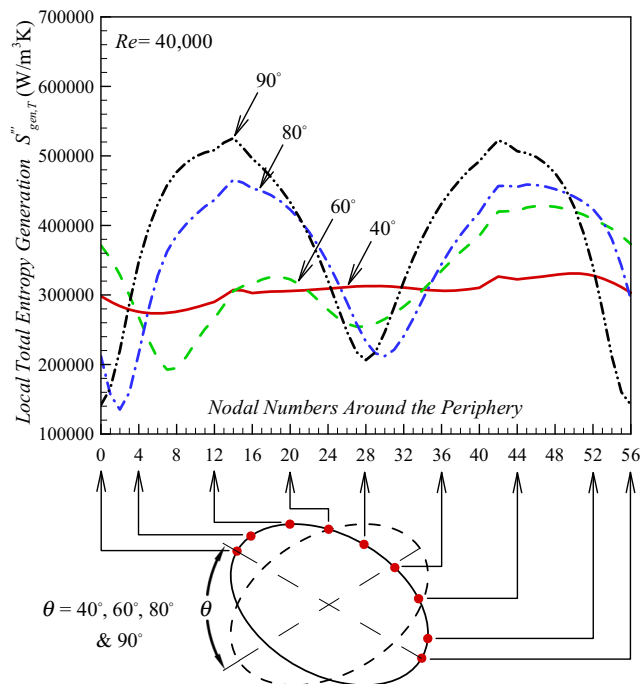 700000
600000
500000
400000
300000
200000
100000
Local Total Entropy Generation S'''gen,T (W/m³K)
Re= 40,000
90°
80°
60°
40°
Nodal Numbers Around the Periphery
0 4 8 12 16 20 24 28 32 36 40 44 48 52 56
θ = 40°, 60°, 80°
& 90°
θ